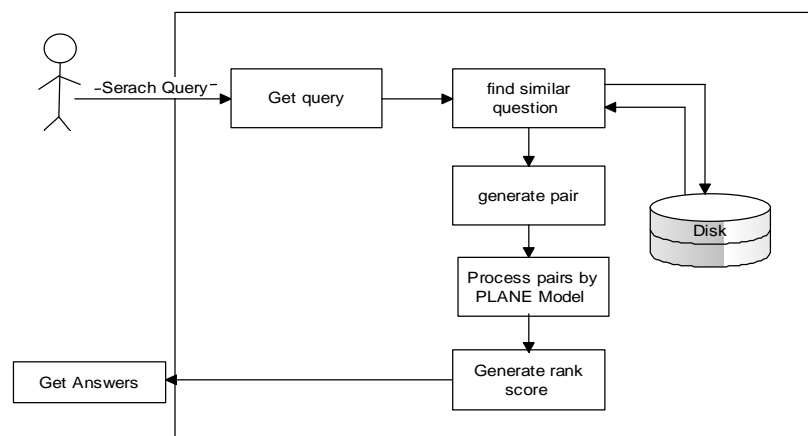 -Serach Query-
Get query
find similar
question
generate pair
Disk
Process pairs by
PLANE Model
Generate rank
score
Get Answers